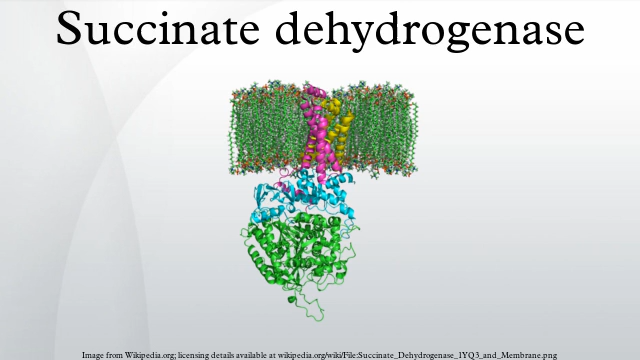 Succinate dehydrogenase
Image from Wikipedia.org; licensing details available at wikipedia.org/wiki/File:Succinate_Dehydrogenase_1YQ3_and_Membrane.png